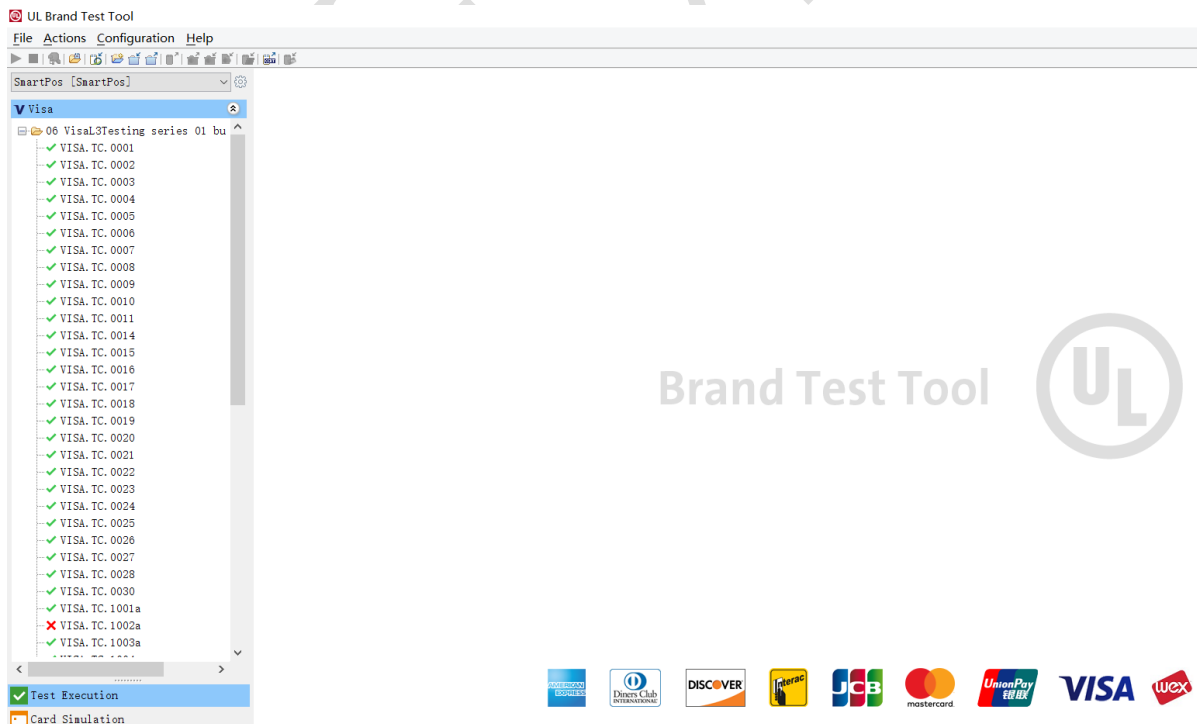 UL Brand Test Tool
File Actions Configuration Help
SmartPos [SmartPos]
Visa
06 VisaL3Testing series 01 bu
VISA.TC.0001
VISA.TC.0002
VISA.TC.0003
VISA.TC.0004
VISA.TC.0005
VISA.TC.0006
VISA.TC.0007
VISA.TC.0008
VISA.TC.0009
VISA.TC.0010
VISA.TC.0011
VISA.TC.0014
VISA.TC.0015
VISA.TC.0016
VISA.TC.0017
VISA.TC.0018
VISA.TC.0019
VISA.TC.0020
VISA.TC.0021
VISA.TC.0022
VISA.TC.0023
VISA.TC.0024
VISA.TC.0025
VISA.TC.0026
VISA.TC.0027
VISA.TC.0028
VISA.TC.0030
VISA.TC.1001a
VISA.TC.1002a
VISA.TC.1003a
Test Execution
Card Simulation
Brand Test Tool
UL
AMERICAN EXPRESS
Diners Club
INTERNATIONAL
DISCOVER
Interac
JCB
mastercard
UnionPay
银联
VISA
wex